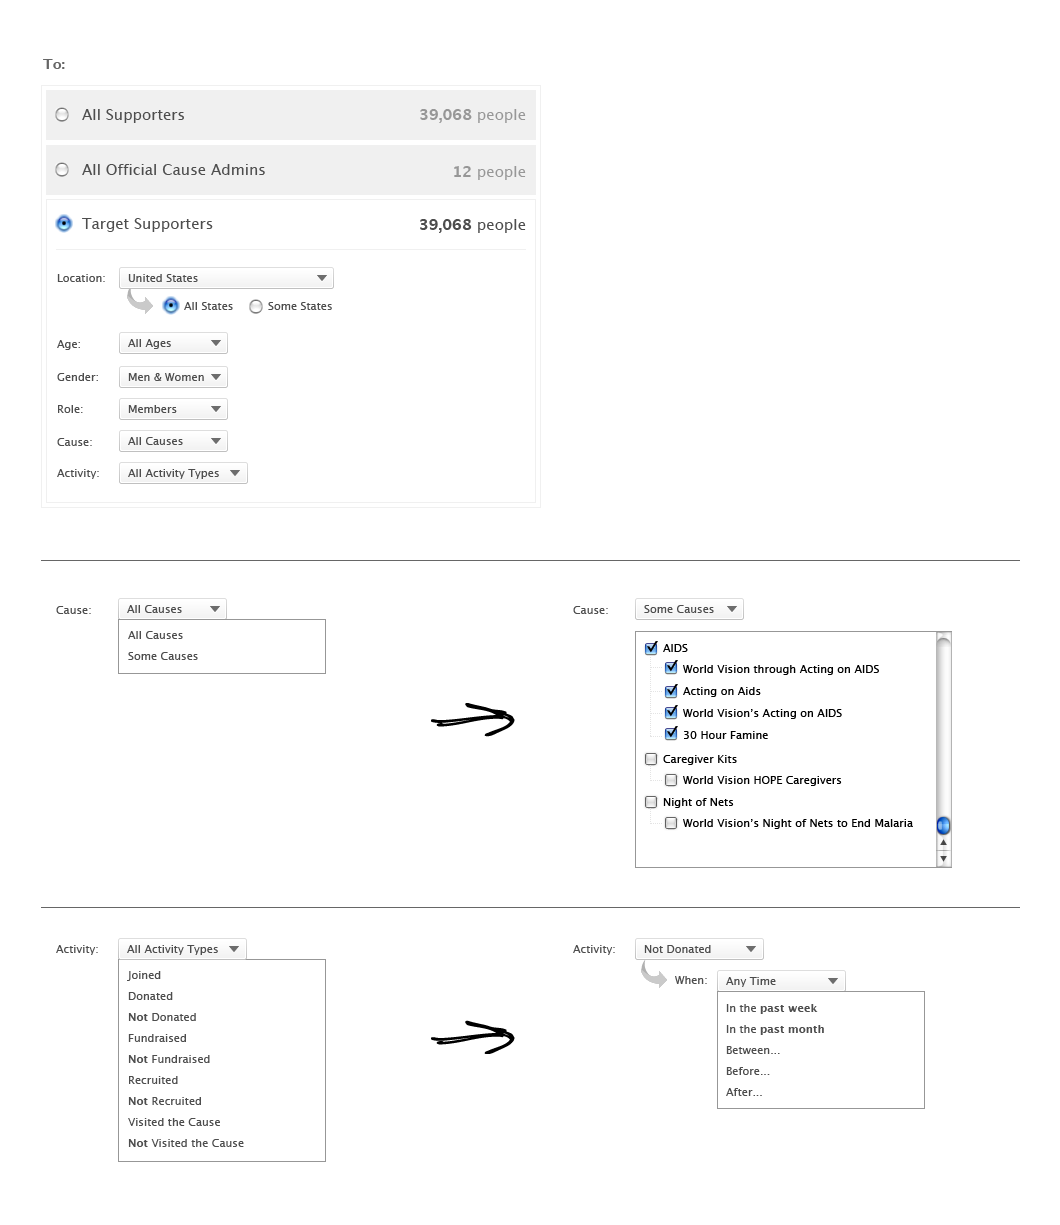 To:
All Supporters 39,068 people
All Official Cause Admins 12 people
Target Supporters 39,068 people
Location: United States
All States Some States
Age: All Ages
Gender: Men & Women
Role: Members
Cause: All Causes
Activity: All Activity Types
Cause: All Causes
All Causes
Some Causes
Cause: Some Causes
AIDS
World Vision through Acting on AIDS
Acting on Aids
World Vision's Acting on AIDS
30 Hour Famine
Caregiver Kits
World Vision HOPE Caregivers
Night of Nets
World Vision's Night of Nets to End Malaria
Activity: All Activity Types
Joined
Donated
Not Donated
Fundraised
Not Fundraised
Recruited
Not Recruited
Visited the Cause
Not Visited the Cause
Activity: Not Donated
When: Any Time
In the past week
In the past month
Between...
Before...
After...